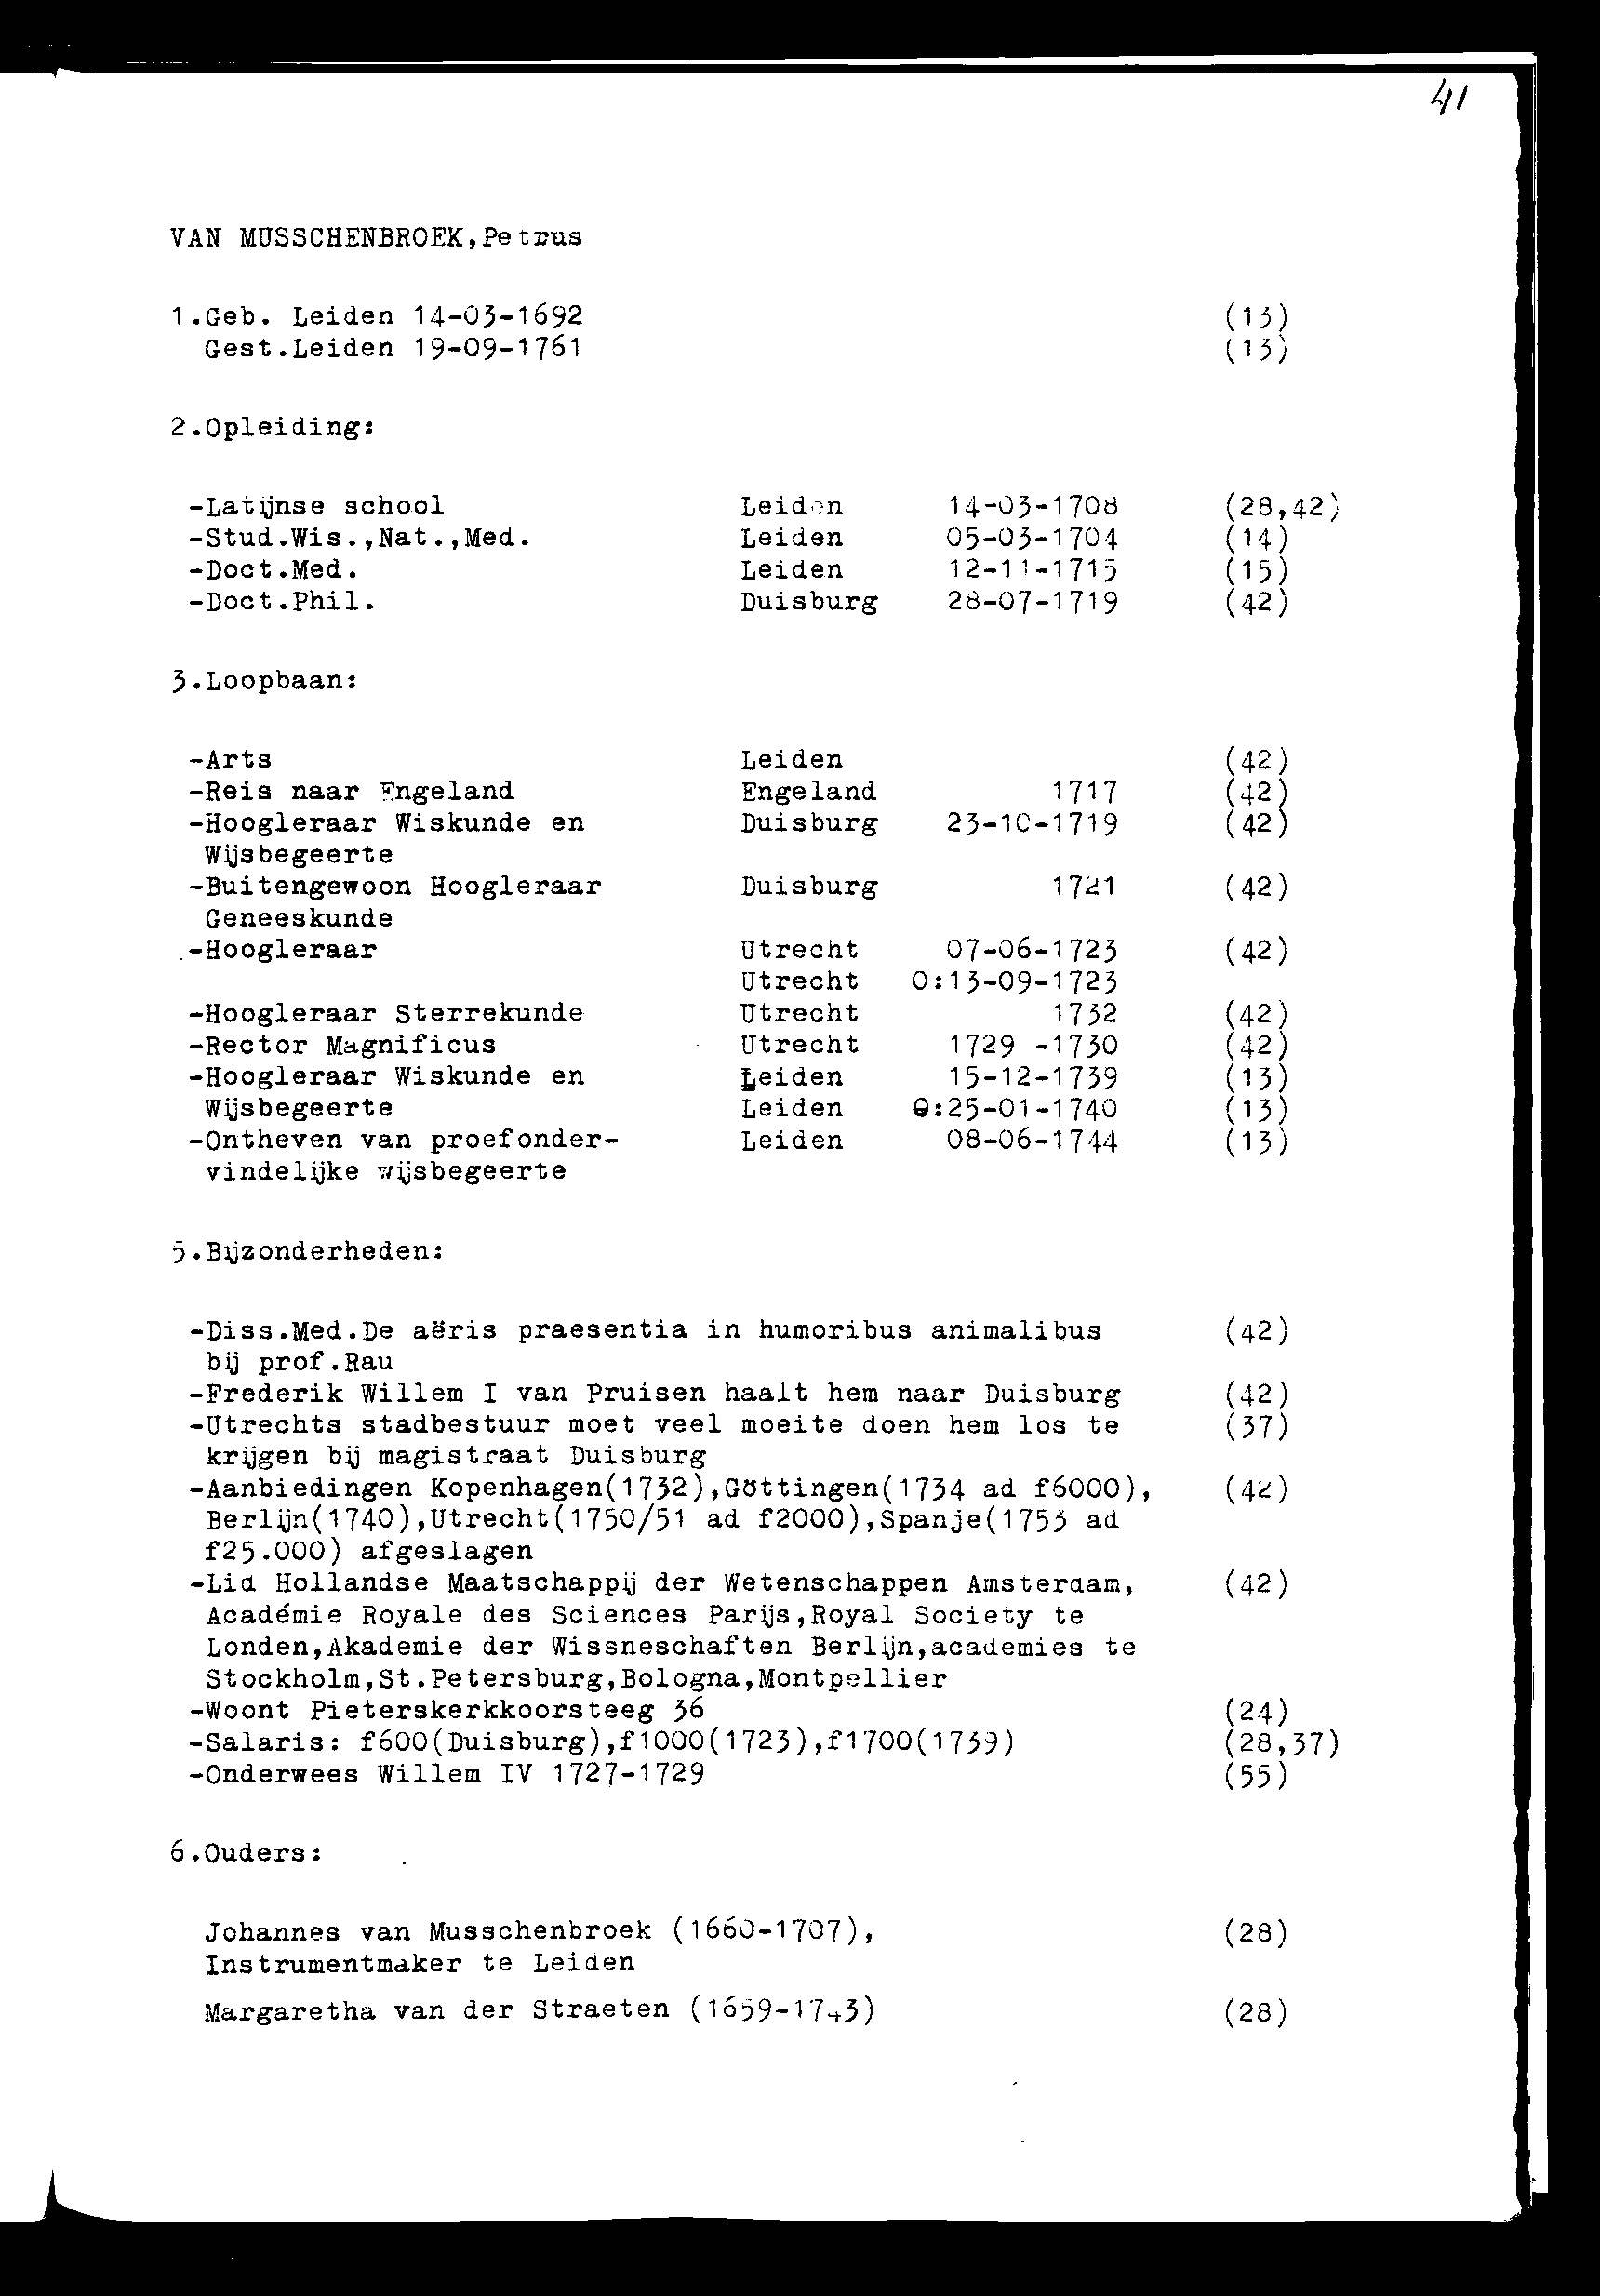 41
VAN MUSSCHENBROEK,Petrus
1.Geb. Leiden 14-03-1692 (13)
Gest.Leiden 19-09-1761 (13)
2.Opleiding:
-Latijnse school Leiden 14-03-1708 (28,42)
-Stud.Wis.,Nat.,Med. Leiden 05-03-1704 (14)
-Doct.Med. Leiden 12-11-1715 (15)
-Doct.Phil. Duisburg 28-07-1719 (42)
3.Loopbaan:
-Arts Leiden (42)
-Reis naar Engeland Engeland 1717 (42)
-Hoogleraar Wiskunde en Duisburg 23-10-1719 (42)
Wijsbegeerte
-Buitengewoon Hoogleraar Duisburg 1721 (42)
Geneeskunde
-Hoogleraar Utrecht 07-06-1723 (42)
Utrecht O:13-09-1723
-Hoogleraar Sterrekunde Utrecht 1732 (42)
-Rector Magnificus Utrecht 1729 -1730 (42)
-Hoogleraar Wiskunde en Leiden 15-12-1739 (13)
Wijsbegeerte Leiden O:25-01-1740 (13)
-Ontheven van proefonder- Leiden 08-06-1744 (13)
vindelijke wijsbegeerte
5.Bijzonderheden:
-Diss.Med.De aëris praesentia in humoribus animalibus (42)
bij prof.Rau
-Frederik Willem I van Pruisen haalt hem naar Duisburg (42)
-Utrechts stadbestuur moet veel moeite doen hem los te (37)
krijgen bij magistraat Duisburg
-Aanbiedingen Kopenhagen(1732),Göttingen(1734 ad f6000), (42)
Berlijn(1740),Utrecht(1750/51 ad f2000),Spanje(1753 ad
f25.000) afgeslagen
-Lid Hollandse Maatschappij der Wetenschappen Amsterdam, (42)
Académie Royale des Sciences Parijs,Royal Society te
Londen,Akademie der Wissneschaften Berlijn,academies te
Stockholm,St.Petersburg,Bologna,Montpellier
-Woont Pieterskerkkoorsteeg 36 (24)
-Salaris: f600(Duisburg),f1000(1723),f1700(1739) (28,37)
-Onderwees Willem IV 1727-1729 (55)
6.Ouders:
Johannes van Musschenbroek (1660-1707), (28)
Instrumentmaker te Leiden
Margaretha van der Straeten (1659-1743) (28)